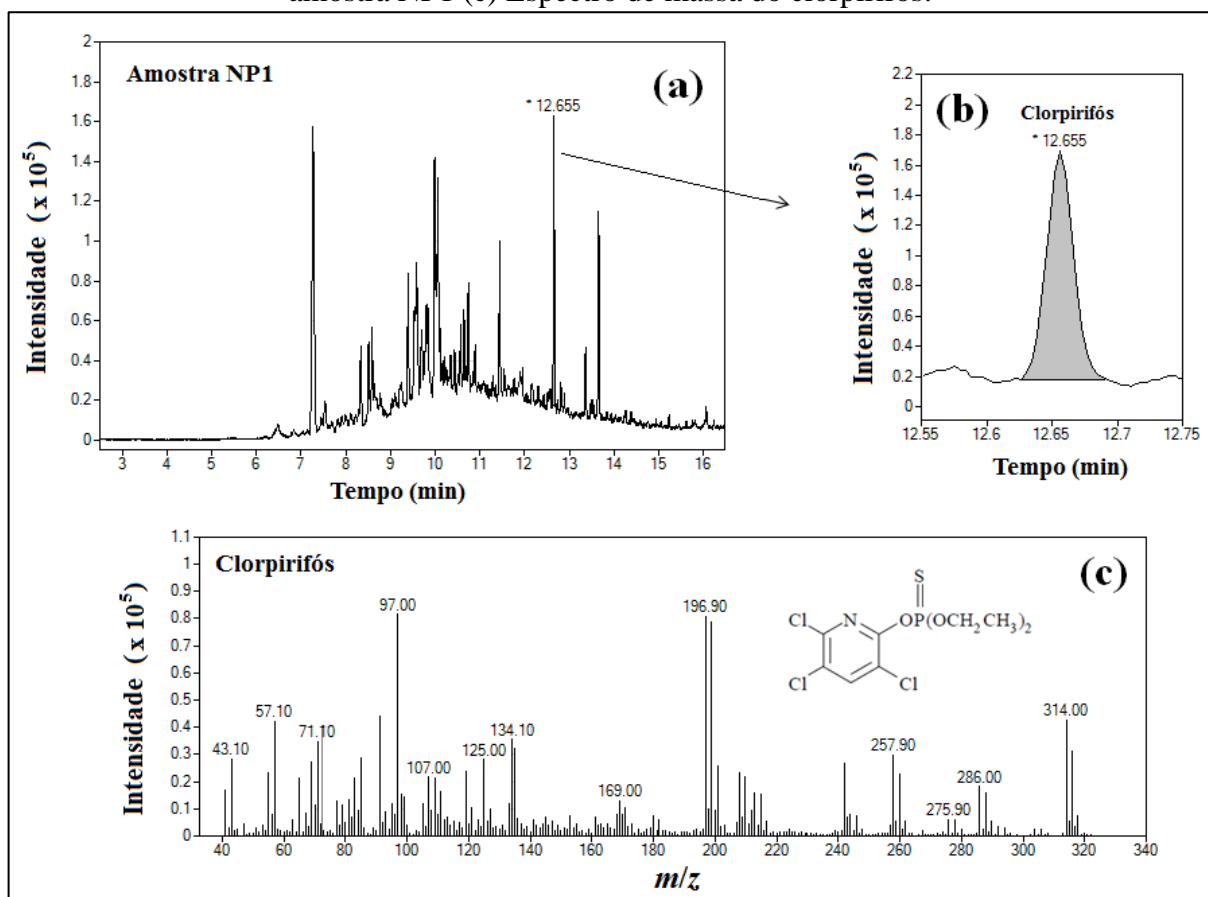 amostra NP1 (c) Espectro de massa do clorpirifós.
Amostra NP1
(a)
* 12.655
Intensidade (x 10⁵)
2
1.8
1.6
1.4
1.2
1
0.8
0.6
0.4
0.2
0
3 4 5 6 7 8 9 10 11 12 13 14 15 16
Tempo (min)
(b)
Clorpirifós
* 12.655
Intensidade (x 10⁵)
2.2
2
1.8
1.6
1.4
1.2
1
0.8
0.6
0.4
0.2
0
12.55 12.6 12.65 12.7 12.75
Tempo (min)
Clorpirifós
(c)
Intensidade (x 10⁵)
1.1
1
0.9
0.8
0.7
0.6
0.5
0.4
0.3
0.2
0.1
0
43.10
57.10
71.10
97.00
107.00
125.00
134.10
169.00
196.90
257.90
275.90
286.00
314.00
S
Cl N OP(OCH₂CH₃)₂
Cl Cl
40 60 80 100 120 140 160 180 200 220 240 260 280 300 320 340
m/z